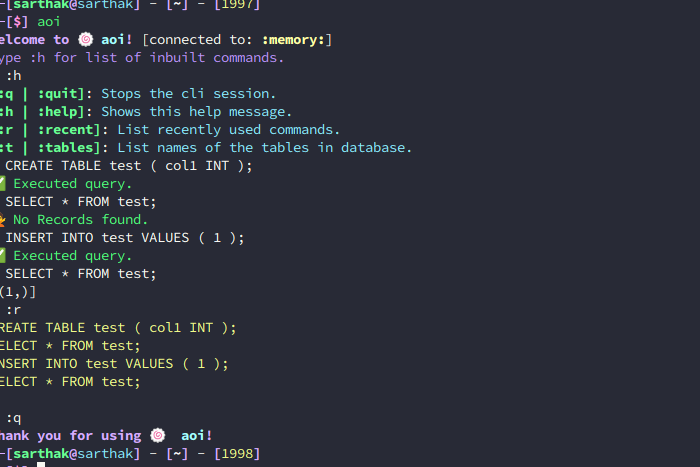 -[sarthak@sarthak] - [~] - [1997]
-[$] aoi
elcome to 🍥 aoi! [connected to: :memory:]
ype :h for list of inbuilt commands.
:h
:q | :quit]: Stops the cli session.
:h | :help]: Shows this help message.
:r | :recent]: List recently used commands.
:t | :tables]: List names of the tables in database.
CREATE TABLE test ( col1 INT );
✅ Executed query.
SELECT * FROM test;
No Records found.
INSERT INTO test VALUES ( 1 );
✅ Executed query.
SELECT * FROM test;
(1,)]
:r
REATE TABLE test ( col1 INT );
ELECT * FROM test;
NSERT INTO test VALUES ( 1 );
ELECT * FROM test;
:q
hank you for using 🍥 aoi!
-[sarthak@sarthak] - [~] - [1998]